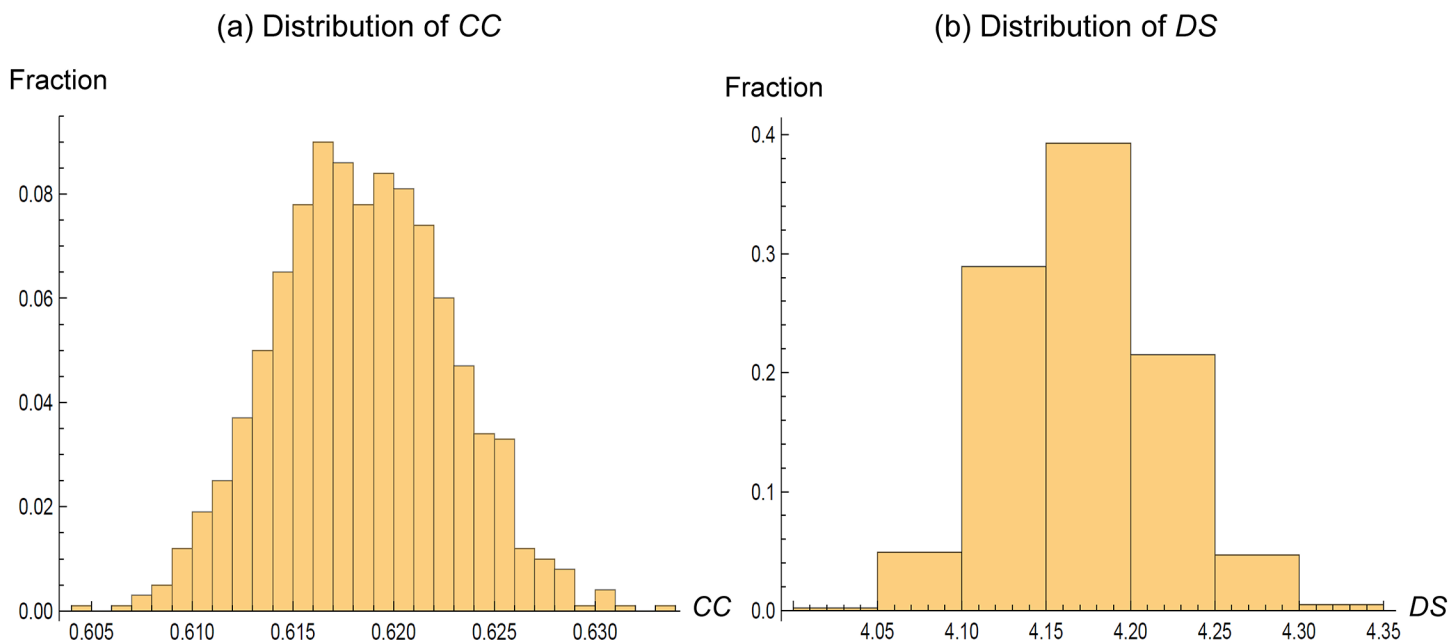 (a) Distribution of CC
Fraction
0.08
0.06
0.04
0.02
0.00
0.605 0.610 0.615 0.620 0.625 0.630
CC
(b) Distribution of DS
Fraction
0.4
0.3
0.2
0.1
0.0
4.05 4.10 4.15 4.20 4.25 4.30 4.35
DS